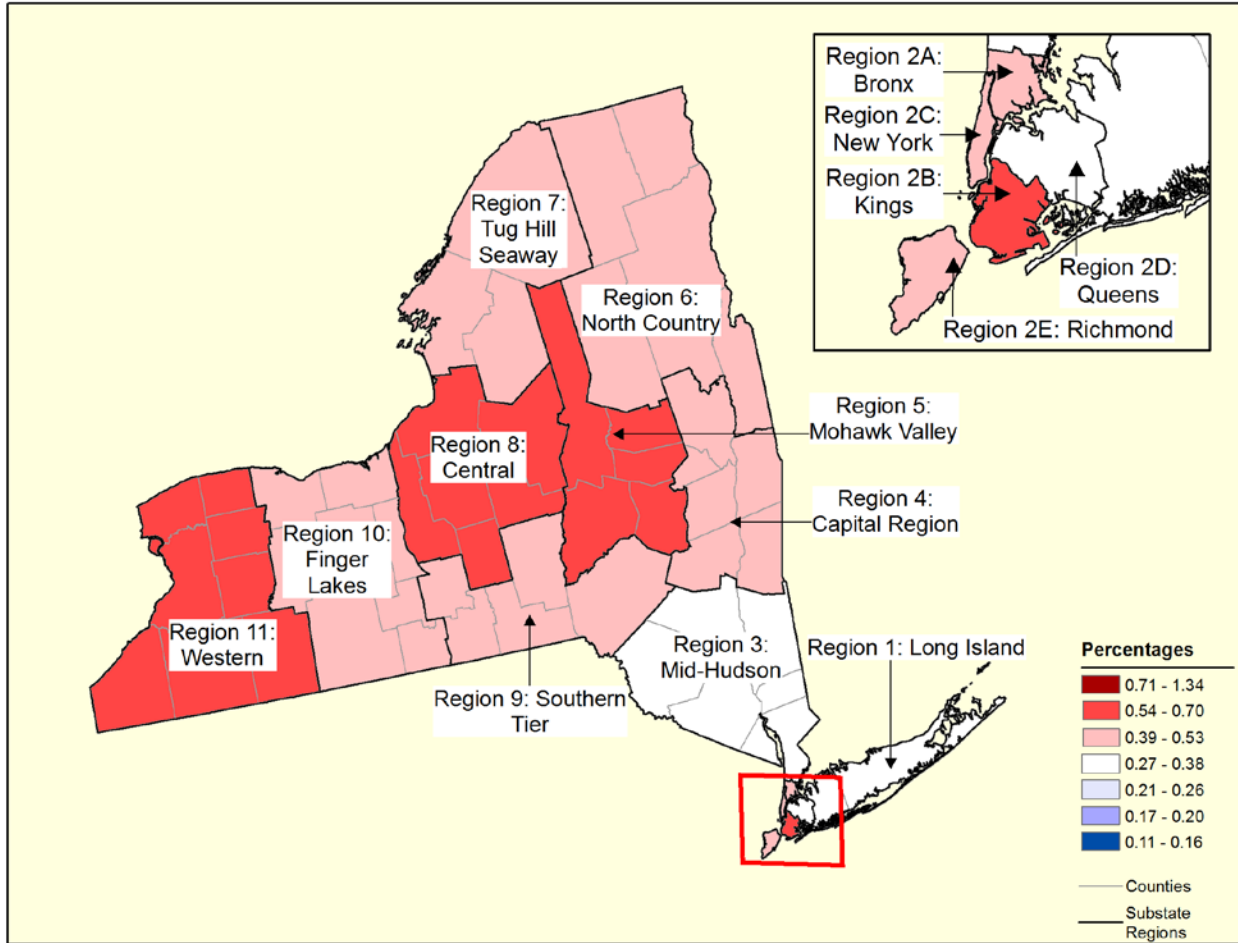 Region 2A:
Bronx
Region 2C:
New York
Region 2B:
Kings
Region 2D:
Queens
Region 2E: Richmond
Region 7:
Tug Hill
Seaway
Region 6:
North Country
Region 5:
Mohawk Valley
Region 8:
Central
Region 4:
Capital Region
Region 10:
Finger
Lakes
Region 11:
Western
Region 3:
Mid-Hudson
Region 1: Long Island
Region 9: Southern
Tier
Percentages
0.71 - 1.34
0.54 - 0.70
0.39 - 0.53
0.27 - 0.38
0.21 - 0.26
0.17 - 0.20
0.11 - 0.16
Counties
Substate
Regions